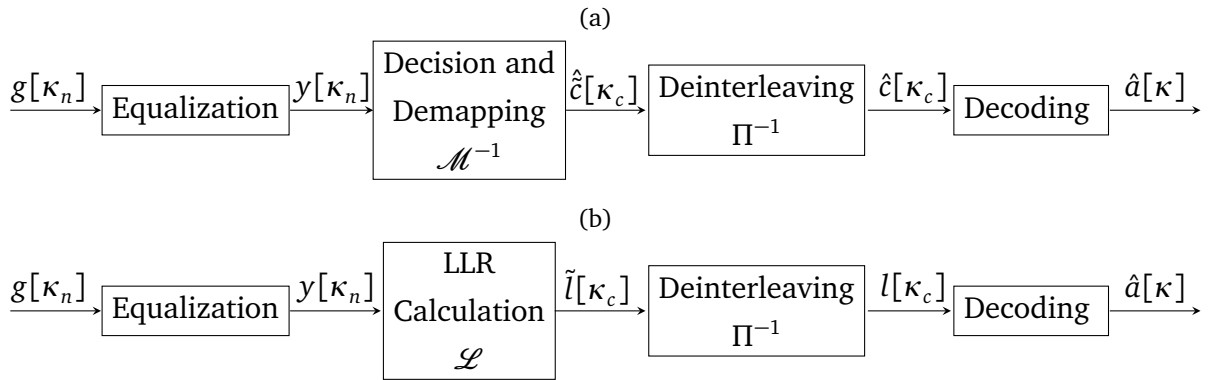 (a)
g[κ_n] Equalization y[κ_n] Decision and Demapping ℳ⁻¹ ĉ̃[κ_c] Deinterleaving Π⁻¹ ĉ[κ_c] Decoding â[κ]
(b)
g[κ_n] Equalization y[κ_n] LLR Calculation ℒ l̃[κ_c] Deinterleaving Π⁻¹ l[κ_c] Decoding â[κ]